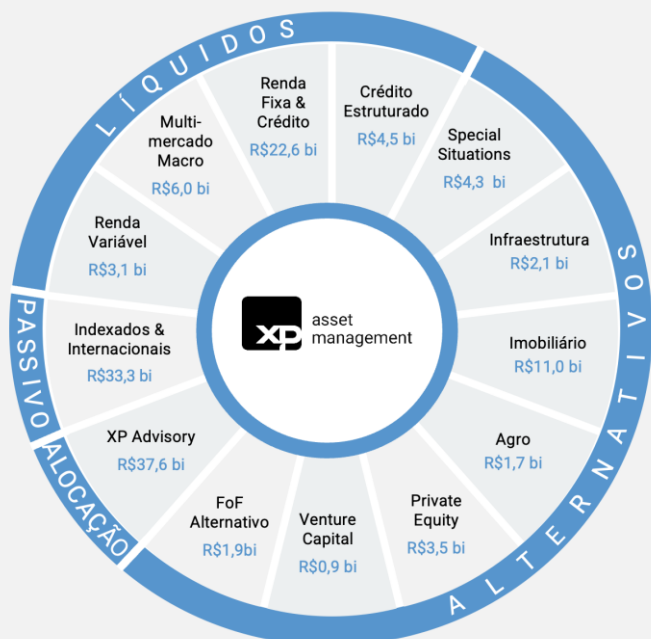 LÍQUIDOS
Renda
Fixa &
Crédito
R$22,6 bi
Crédito
Estruturado
R$4,5 bi
Special
Situations
R$4,3 bi
Infraestrutura
R$2,1 bi
Imobiliário
R$11,0 bi
Agro
R$1,7 bi
Private
Equity
R$3,5 bi
Venture
Capital
R$0,9 bi
FoF
Alternativo
R$1,9bi
XP Advisory
R$37,6 bi
Indexados &
Internacionais
R$33,3 bi
Renda
Variável
R$3,1 bi
Multi-
mercado
Macro
R$6,0 bi
ALTERNATIVOS
ALOCAÇÃO
PASSIVO
xp
asset
management